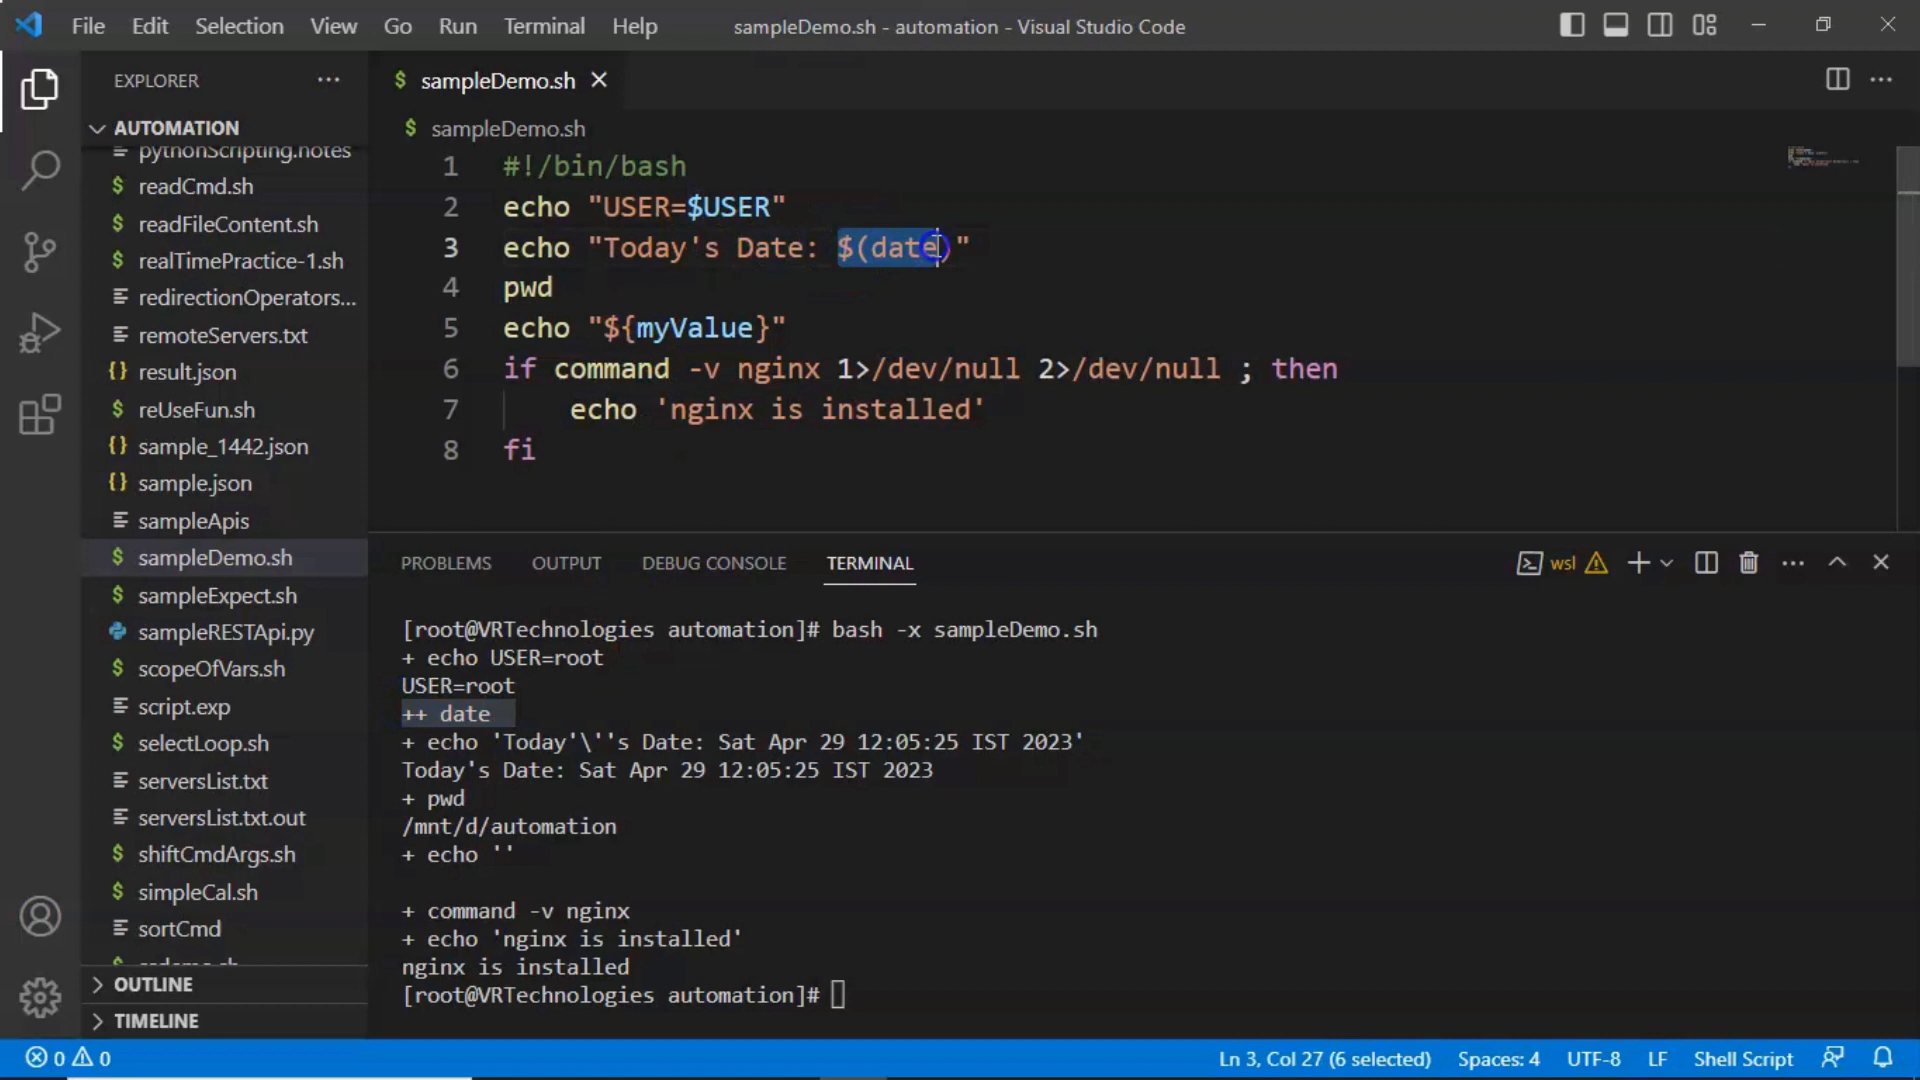 File Edit Selection View Go Run Terminal Help
sampleDemo.sh - automation - Visual Studio Code
EXPLORER
AUTOMATION
pythonScripting.notes
readCmd.sh
readFileContent.sh
realTimePractice-1.sh
redirectionOperators...
remoteServers.txt
result.json
reUseFun.sh
sample_1442.json
sample.json
sampleApis
sampleDemo.sh
sampleExpect.sh
sampleRESTApi.py
scopeOfVars.sh
script.exp
selectLoop.sh
serversList.txt
serversList.txt.out
shiftCmdArgs.sh
simpleCal.sh
sortCmd
OUTLINE
TIMELINE
$ sampleDemo.sh
$ sampleDemo.sh
1 #!/bin/bash
2 echo "USER=$USER"
3 echo "Today's Date: $(date)"
4 pwd
5 echo "${myValue}"
6 if command -v nginx 1>/dev/null 2>/dev/null ; then
7 echo 'nginx is installed'
8 fi
PROBLEMS OUTPUT DEBUG CONSOLE TERMINAL
wsl
[root@VRTechnologies automation]# bash -x sampleDemo.sh
+ echo USER=root
USER=root
++ date
+ echo 'Today'\''s Date: Sat Apr 29 12:05:25 IST 2023'
Today's Date: Sat Apr 29 12:05:25 IST 2023
+ pwd
/mnt/d/automation
+ echo ''
+ command -v nginx
+ echo 'nginx is installed'
nginx is installed
[root@VRTechnologies automation]#
0 0
Ln 3, Col 27 (6 selected) Spaces: 4 UTF-8 LF Shell Script